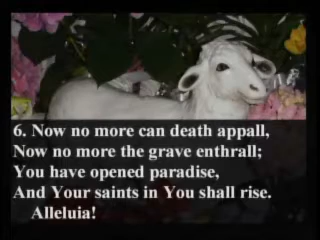 6. Now no more can death appall,
Now no more the grave enthrall;
You have opened paradise,
And Your saints in You shall rise.
Alleluia!